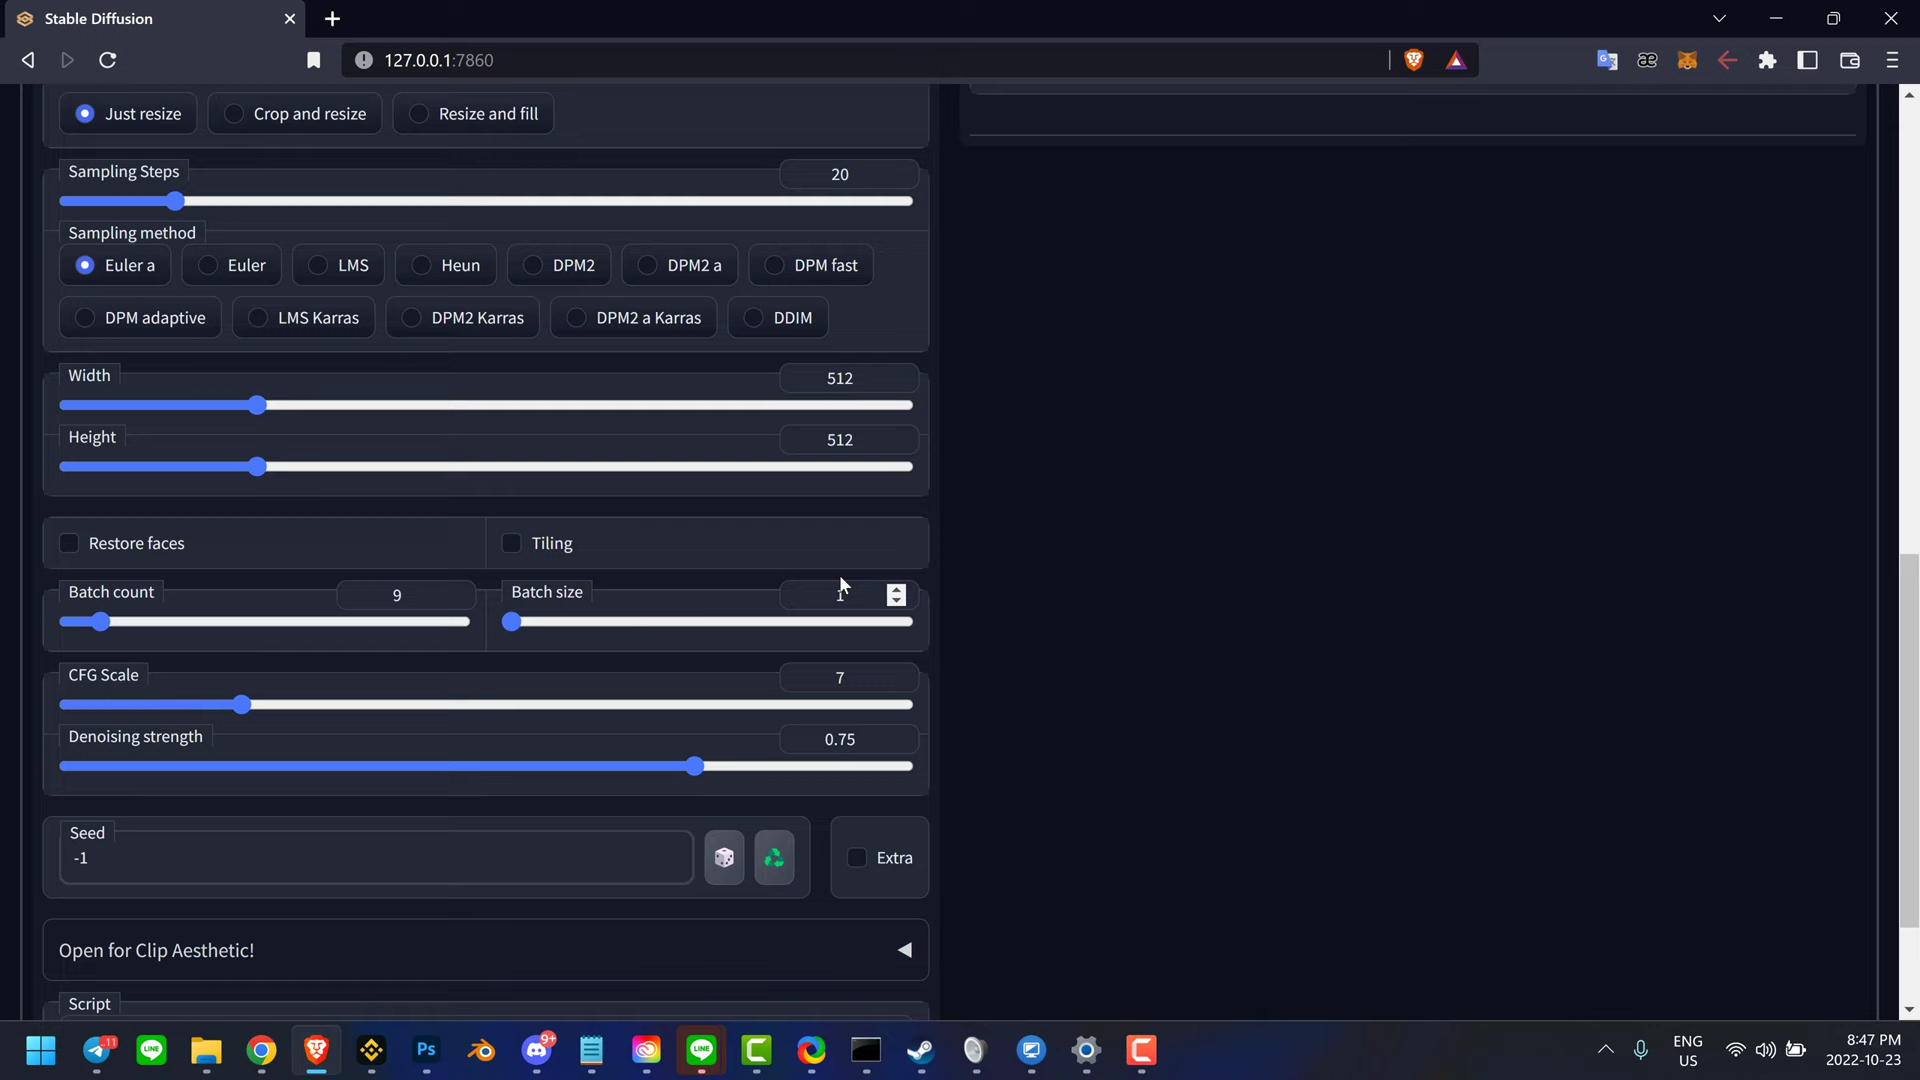 Stable Diffusion
127.0.0.1:7860
Just resize Crop and resize Resize and fill
Sampling Steps 20
Sampling method
Euler a Euler LMS Heun DPM2 DPM2 a DPM fast
DPM adaptive LMS Karras DPM2 Karras DPM2 a Karras DDIM
Width 512
Height 512
Restore faces Tiling
Batch count 9 Batch size 1
CFG Scale 7
Denoising strength 0.75
Seed
-1
Extra
Open for Clip Aesthetic!
Script
ENG
US
8:47 PM
2022-10-23